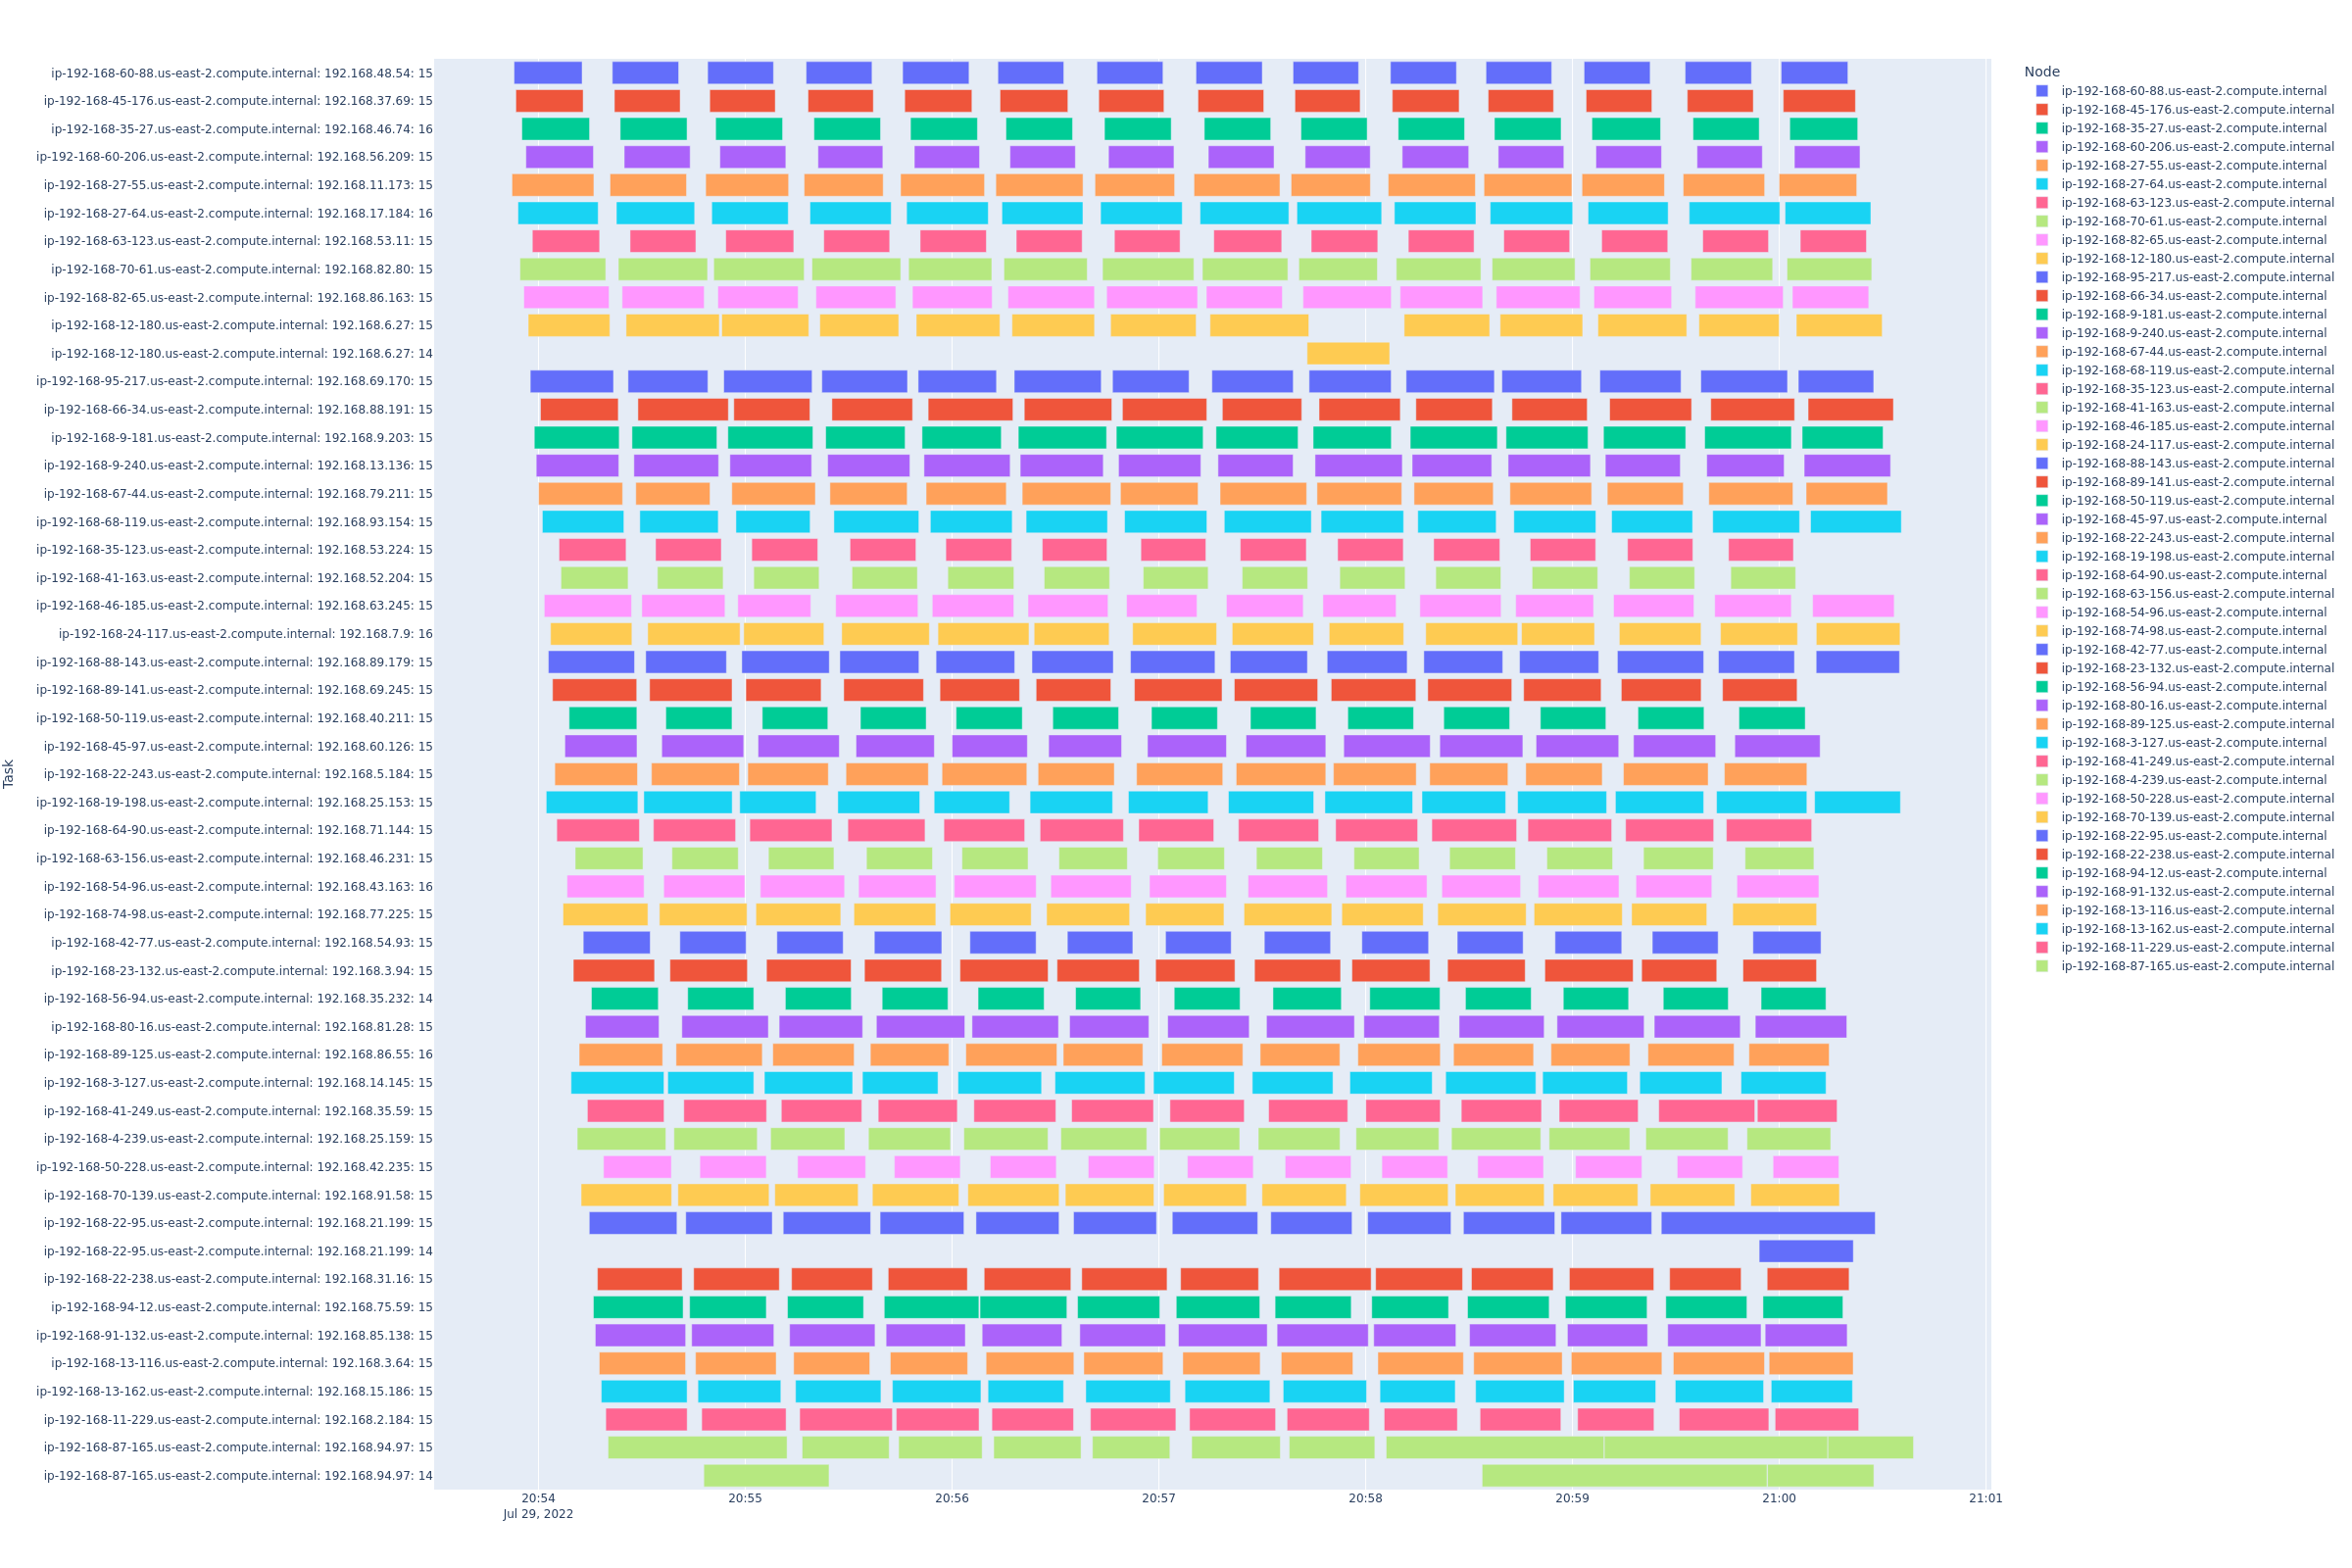 ip-192-168-60-88.us-east-2.compute.internal: 192.168.48.54: 15
ip-192-168-45-176.us-east-2.compute.internal: 192.168.37.69: 15
ip-192-168-35-27.us-east-2.compute.internal: 192.168.46.74: 16
ip-192-168-60-206.us-east-2.compute.internal: 192.168.56.209: 15
ip-192-168-27-55.us-east-2.compute.internal: 192.168.11.173: 15
ip-192-168-27-64.us-east-2.compute.internal: 192.168.17.184: 16
ip-192-168-63-123.us-east-2.compute.internal: 192.168.53.11: 15
ip-192-168-70-61.us-east-2.compute.internal: 192.168.82.80: 15
ip-192-168-82-65.us-east-2.compute.internal: 192.168.86.163: 15
ip-192-168-12-180.us-east-2.compute.internal: 192.168.6.27: 15
ip-192-168-12-180.us-east-2.compute.internal: 192.168.6.27: 14
ip-192-168-95-217.us-east-2.compute.internal: 192.168.69.170: 15
ip-192-168-66-34.us-east-2.compute.internal: 192.168.88.191: 15
ip-192-168-9-181.us-east-2.compute.internal: 192.168.9.203: 15
ip-192-168-9-240.us-east-2.compute.internal: 192.168.13.136: 15
ip-192-168-67-44.us-east-2.compute.internal: 192.168.79.211: 15
ip-192-168-68-119.us-east-2.compute.internal: 192.168.93.154: 15
ip-192-168-35-123.us-east-2.compute.internal: 192.168.53.224: 15
ip-192-168-41-163.us-east-2.compute.internal: 192.168.52.204: 15
ip-192-168-46-185.us-east-2.compute.internal: 192.168.63.245: 15
ip-192-168-24-117.us-east-2.compute.internal: 192.168.7.9: 16
ip-192-168-88-143.us-east-2.compute.internal: 192.168.89.179: 15
ip-192-168-89-141.us-east-2.compute.internal: 192.168.69.245: 15
ip-192-168-50-119.us-east-2.compute.internal: 192.168.40.211: 15
ip-192-168-45-97.us-east-2.compute.internal: 192.168.60.126: 15
ip-192-168-22-243.us-east-2.compute.internal: 192.168.5.184: 15
ip-192-168-19-198.us-east-2.compute.internal: 192.168.25.153: 15
ip-192-168-64-90.us-east-2.compute.internal: 192.168.71.144: 15
ip-192-168-63-156.us-east-2.compute.internal: 192.168.46.231: 15
ip-192-168-54-96.us-east-2.compute.internal: 192.168.43.163: 16
ip-192-168-74-98.us-east-2.compute.internal: 192.168.77.225: 15
ip-192-168-42-77.us-east-2.compute.internal: 192.168.54.93: 15
ip-192-168-23-132.us-east-2.compute.internal: 192.168.3.94: 15
ip-192-168-56-94.us-east-2.compute.internal: 192.168.35.232: 14
ip-192-168-80-16.us-east-2.compute.internal: 192.168.81.28: 15
ip-192-168-89-125.us-east-2.compute.internal: 192.168.86.55: 16
ip-192-168-3-127.us-east-2.compute.internal: 192.168.14.145: 15
ip-192-168-41-249.us-east-2.compute.internal: 192.168.35.59: 15
ip-192-168-4-239.us-east-2.compute.internal: 192.168.25.159: 15
ip-192-168-50-228.us-east-2.compute.internal: 192.168.42.235: 15
ip-192-168-70-139.us-east-2.compute.internal: 192.168.91.58: 15
ip-192-168-22-95.us-east-2.compute.internal: 192.168.21.199: 15
ip-192-168-22-95.us-east-2.compute.internal: 192.168.21.199: 14
ip-192-168-22-238.us-east-2.compute.internal: 192.168.31.16: 15
ip-192-168-94-12.us-east-2.compute.internal: 192.168.75.59: 15
ip-192-168-91-132.us-east-2.compute.internal: 192.168.85.138: 15
ip-192-168-13-116.us-east-2.compute.internal: 192.168.3.64: 15
ip-192-168-13-162.us-east-2.compute.internal: 192.168.15.186: 15
ip-192-168-11-229.us-east-2.compute.internal: 192.168.2.184: 15
ip-192-168-87-165.us-east-2.compute.internal: 192.168.94.97: 15
ip-192-168-87-165.us-east-2.compute.internal: 192.168.94.97: 14
Task
20:54 20:55 20:56 20:57 20:58 20:59 21:00 21:01
Jul 29, 2022
Node
ip-192-168-60-88.us-east-2.compute.internal
ip-192-168-45-176.us-east-2.compute.internal
ip-192-168-35-27.us-east-2.compute.internal
ip-192-168-60-206.us-east-2.compute.internal
ip-192-168-27-55.us-east-2.compute.internal
ip-192-168-27-64.us-east-2.compute.internal
ip-192-168-63-123.us-east-2.compute.internal
ip-192-168-70-61.us-east-2.compute.internal
ip-192-168-82-65.us-east-2.compute.internal
ip-192-168-12-180.us-east-2.compute.internal
ip-192-168-95-217.us-east-2.compute.internal
ip-192-168-66-34.us-east-2.compute.internal
ip-192-168-9-181.us-east-2.compute.internal
ip-192-168-9-240.us-east-2.compute.internal
ip-192-168-67-44.us-east-2.compute.internal
ip-192-168-68-119.us-east-2.compute.internal
ip-192-168-35-123.us-east-2.compute.internal
ip-192-168-41-163.us-east-2.compute.internal
ip-192-168-46-185.us-east-2.compute.internal
ip-192-168-24-117.us-east-2.compute.internal
ip-192-168-88-143.us-east-2.compute.internal
ip-192-168-89-141.us-east-2.compute.internal
ip-192-168-50-119.us-east-2.compute.internal
ip-192-168-45-97.us-east-2.compute.internal
ip-192-168-22-243.us-east-2.compute.internal
ip-192-168-19-198.us-east-2.compute.internal
ip-192-168-64-90.us-east-2.compute.internal
ip-192-168-63-156.us-east-2.compute.internal
ip-192-168-54-96.us-east-2.compute.internal
ip-192-168-74-98.us-east-2.compute.internal
ip-192-168-42-77.us-east-2.compute.internal
ip-192-168-23-132.us-east-2.compute.internal
ip-192-168-56-94.us-east-2.compute.internal
ip-192-168-80-16.us-east-2.compute.internal
ip-192-168-89-125.us-east-2.compute.internal
ip-192-168-3-127.us-east-2.compute.internal
ip-192-168-41-249.us-east-2.compute.internal
ip-192-168-4-239.us-east-2.compute.internal
ip-192-168-50-228.us-east-2.compute.internal
ip-192-168-70-139.us-east-2.compute.internal
ip-192-168-22-95.us-east-2.compute.internal
ip-192-168-22-238.us-east-2.compute.internal
ip-192-168-94-12.us-east-2.compute.internal
ip-192-168-91-132.us-east-2.compute.internal
ip-192-168-13-116.us-east-2.compute.internal
ip-192-168-13-162.us-east-2.compute.internal
ip-192-168-11-229.us-east-2.compute.internal
ip-192-168-87-165.us-east-2.compute.internal